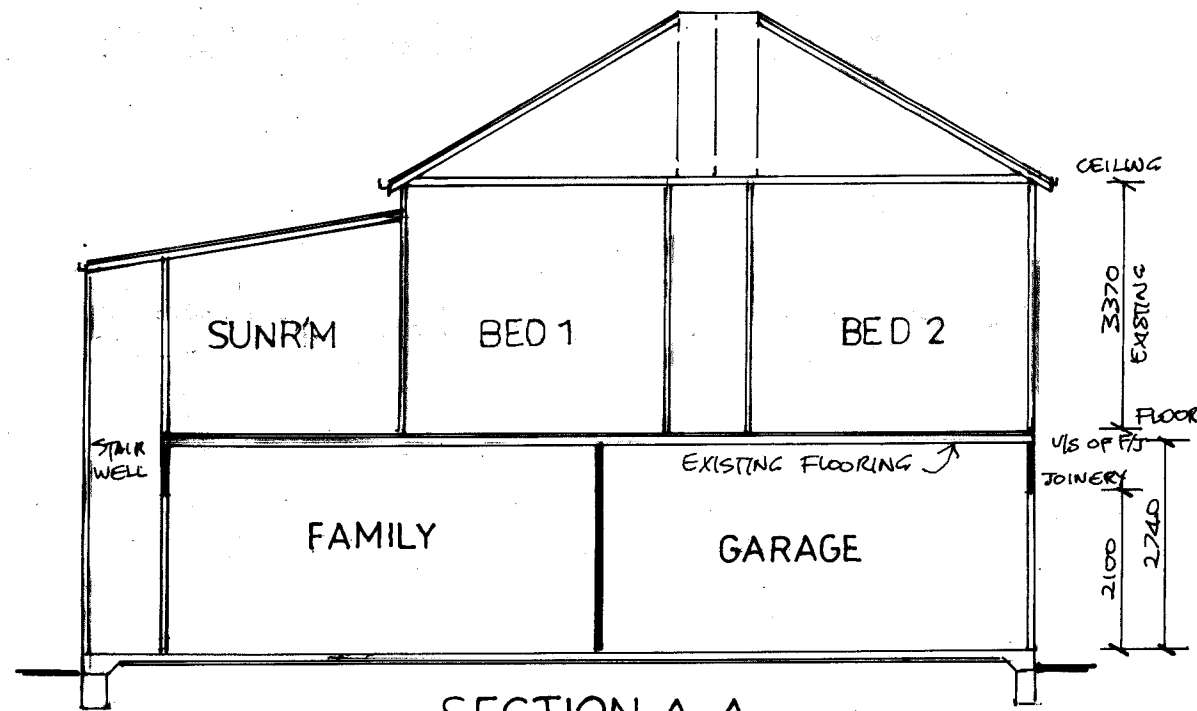 CEILING
3370
EXISTING
SUNR'M
BED 1
BED 2
FLOOR
STAIR
WELL
U/S OF F/J
EXISTING FLOORING
JOINERY
FAMILY
GARAGE
2100
2740
SECTION A-A